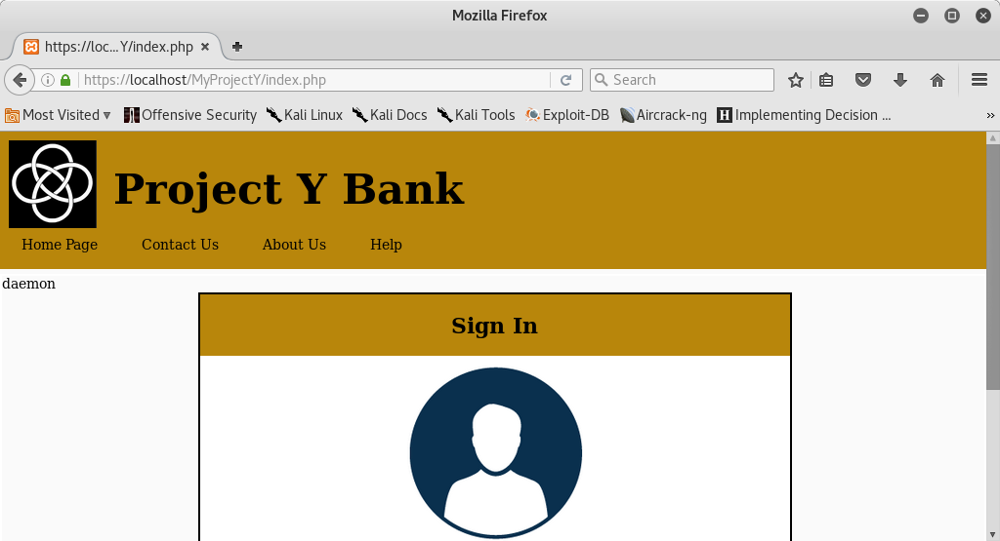 Mozilla Firefox
https://loc...Y/index.php
https://localhost/MyProjectY/index.php
Search
Most Visited Offensive Security Kali Linux Kali Docs Kali Tools Exploit-DB Aircrack-ng Implementing Decision ... »
Project Y Bank
Home Page Contact Us About Us Help
daemon
Sign In